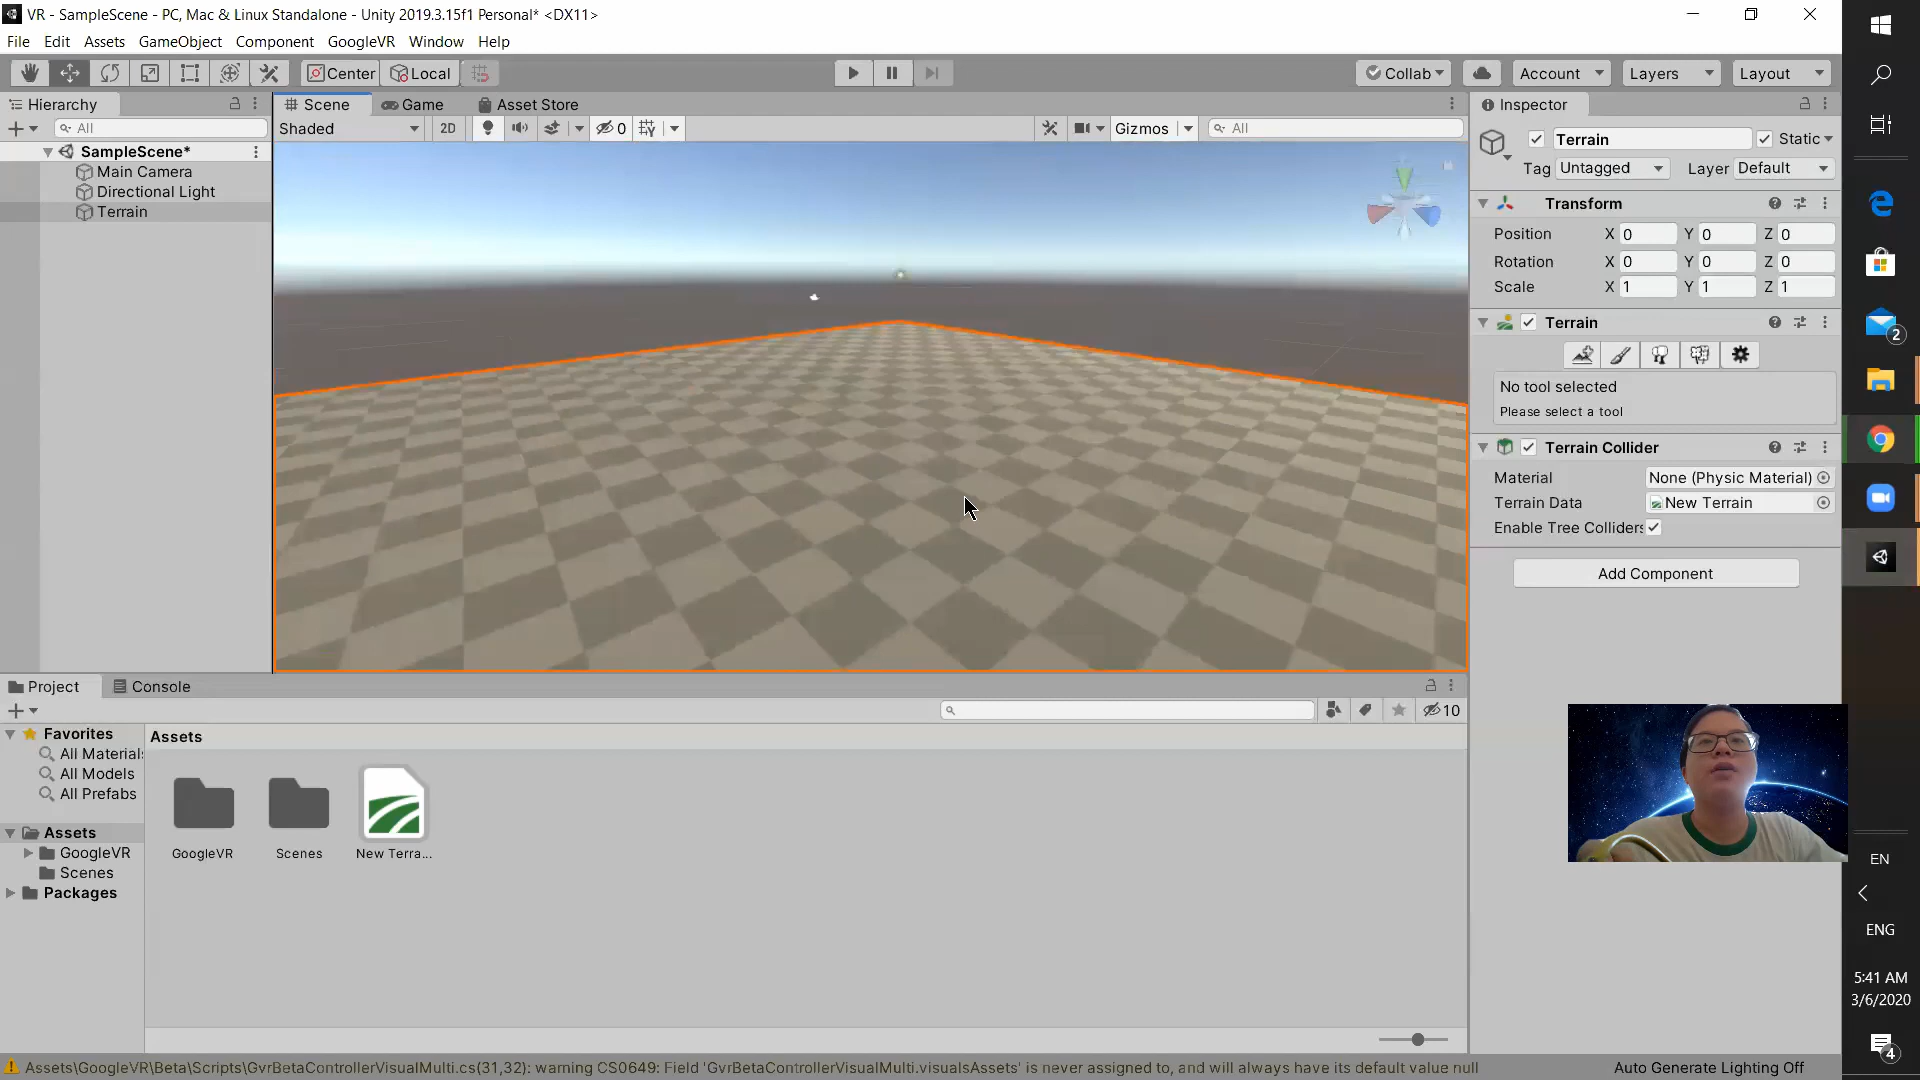 VR - SampleScene - PC, Mac & Linux Standalone - Unity 2019.3.15f1 Personal* <DX11>
File Edit Assets GameObject Component GoogleVR Window Help
Center Local Collab Account Layers Layout
Hierarchy
All
SampleScene*
Main Camera
Directional Light
Terrain
Scene Game Asset Store
Shaded 2D 0 Gizmos All
Inspector
Terrain Static
Tag Untagged Layer Default
Transform
Position X 0 Y 0 Z 0
Rotation X 0 Y 0 Z 0
Scale X 1 Y 1 Z 1
Terrain
No tool selected
Please select a tool
Terrain Collider
Material None (Physic Material)
Terrain Data New Terrain
Enable Tree Colliders
Add Component
Project Console
10
Favorites
All Materials
All Models
All Prefabs
Assets
GoogleVR
Scenes
Packages
Assets
GoogleVR Scenes New Terra...
Assets\GoogleVR\Beta\Scripts\GvrBetaControllerVisualMulti.cs(31,32): warning CS0649: Field 'GvrBetaControllerVisualMulti.visualsAssets' is never assigned to, and will always have its default value null
Auto Generate Lighting Off
2
EN
ENG
5:41 AM
3/6/2020
4